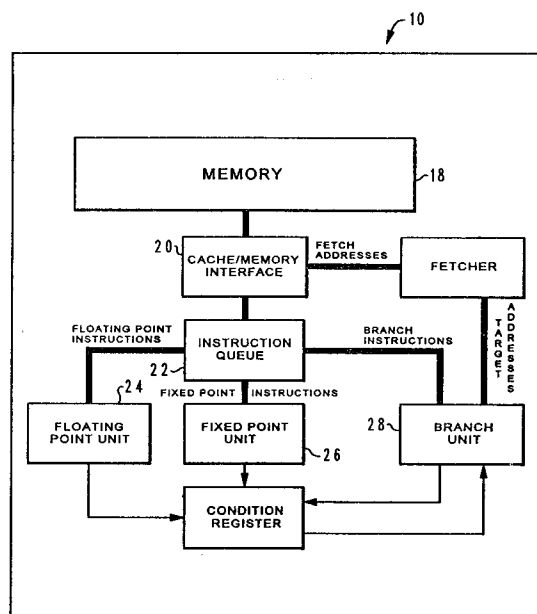 10
MEMORY
18
20
CACHE/MEMORY
INTERFACE
FETCH
ADDRESSES
FETCHER
FLOATING POINT
INSTRUCTIONS
INSTRUCTION
QUEUE
BRANCH
INSTRUCTIONS
TARGET
ADDRESSES
22
FIXED POINT INSTRUCTIONS
24
FLOATING
POINT UNIT
FIXED POINT
UNIT
26
28
BRANCH
UNIT
CONDITION
REGISTER